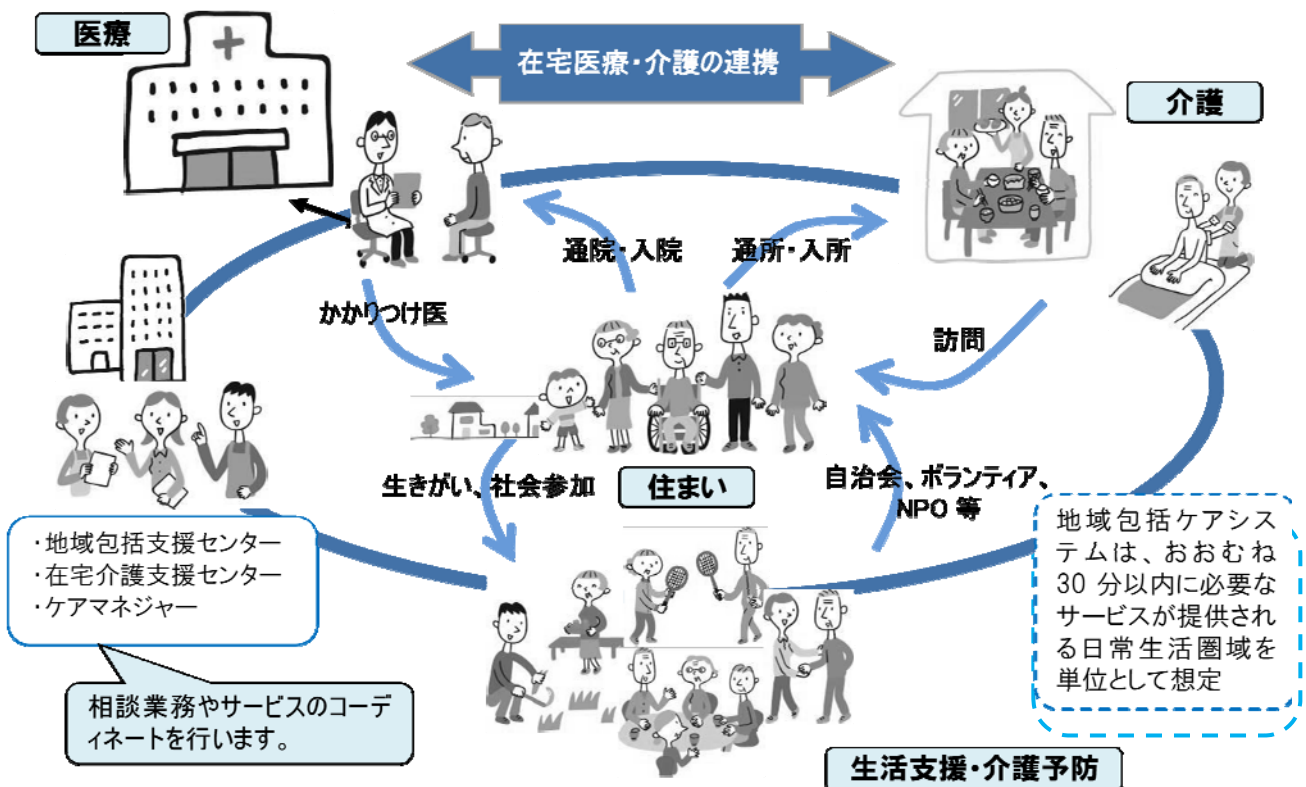 医療
在宅医療・介護の連携
介護
通院・入院
通所・入所
かかりつけ医
訪問
生きがい、社会参加
住まい
自治会、ボランティア、
NPO 等
・地域包括支援センター
・在宅介護支援センター
・ケアマネジャー
相談業務やサービスのコーデ
ィネートを行います。
地域包括ケアシス
テムは、おおむね
30 分以内に必要な
サービスが提供され
る日常生活圏域を
単位として想定
生活支援・介護予防